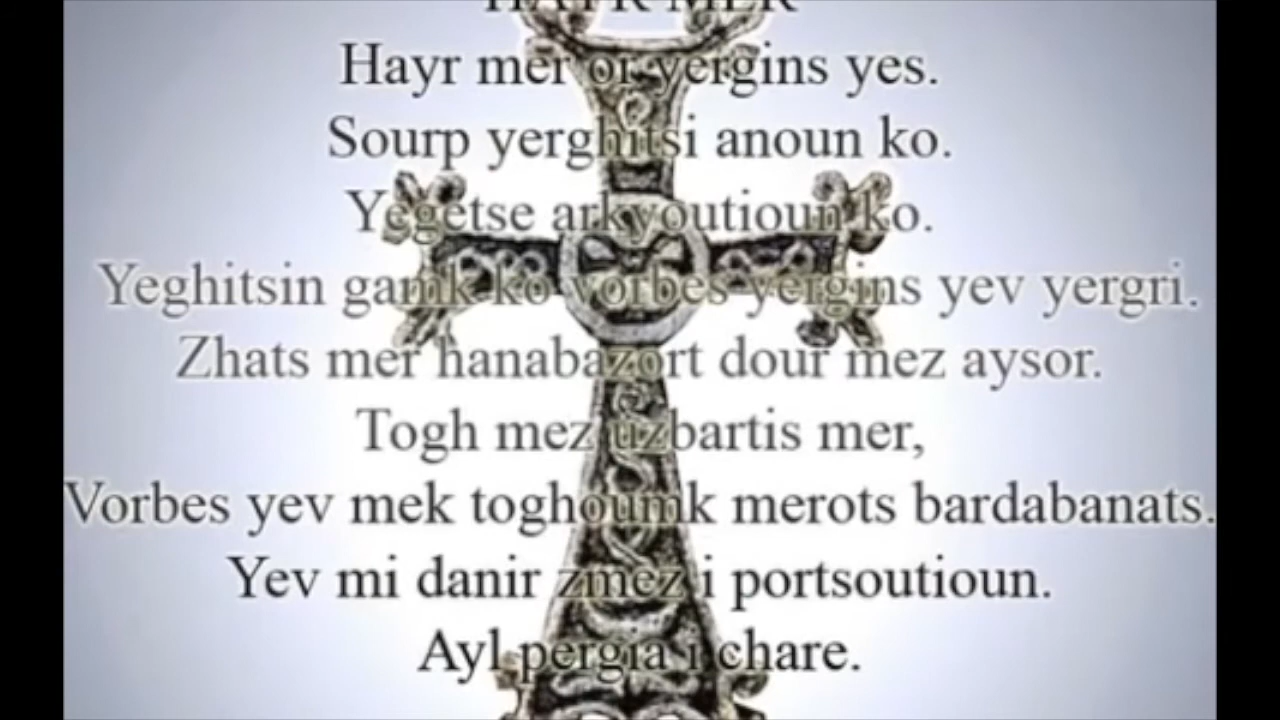 HAYR MER
Hayr mer or yergins yes.
Sourp yerghitsi anoun ko.
Yegetse arkyoutioun ko.
Yeghitsin gamk ko vorbes yergins yev yergri.
Zhats mer hanabazort dour mez aysor.
Togh mez uzbartis mer,
Vorbes yev mek toghoumk merots bardabanats.
Yev mi danir zmez i portsoutioun.
Ayl pergia i chare.